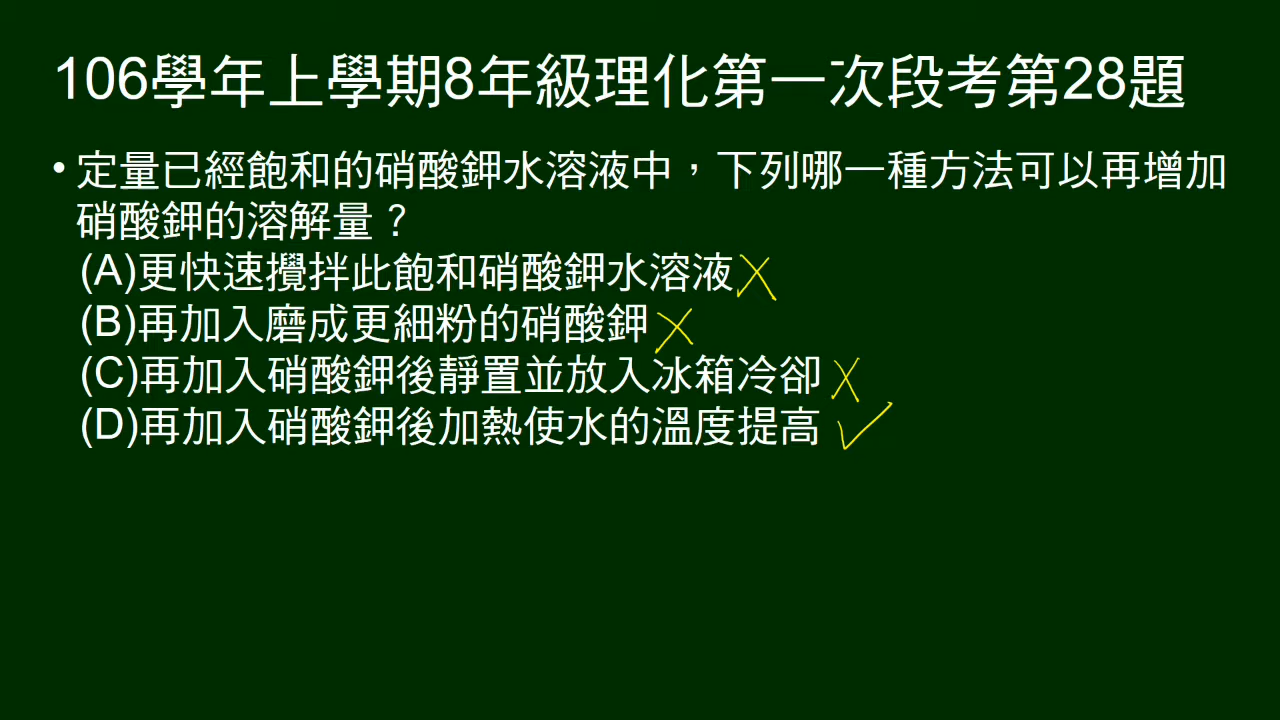 106學年上學期8年級理化第一次段考第28題
•定量已經飽和的硝酸鉀水溶液中，下列哪一種方法可以再增加
硝酸鉀的溶解量？
(A)更快速攪拌此飽和硝酸鉀水溶液
(B)再加入磨成更細粉的硝酸鉀
(C)再加入硝酸鉀後靜置並放入冰箱冷卻
(D)再加入硝酸鉀後加熱使水的溫度提高